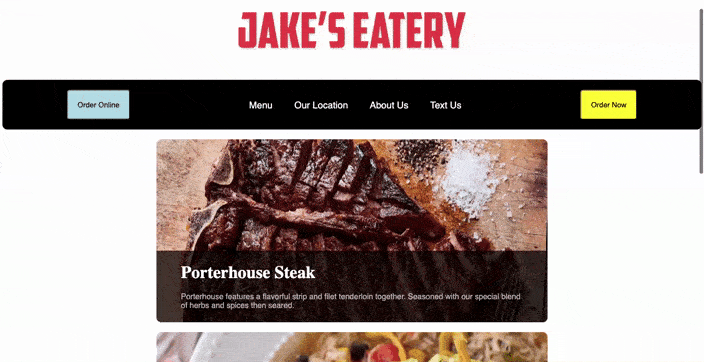 JAKE'S EATERY
Order Online
Menu
Our Location
About Us
Text Us
Order Now
Porterhouse Steak
Porterhouse features a flavorful strip and filet tenderloin together. Seasoned with our special blend
of herbs and spices then seared.